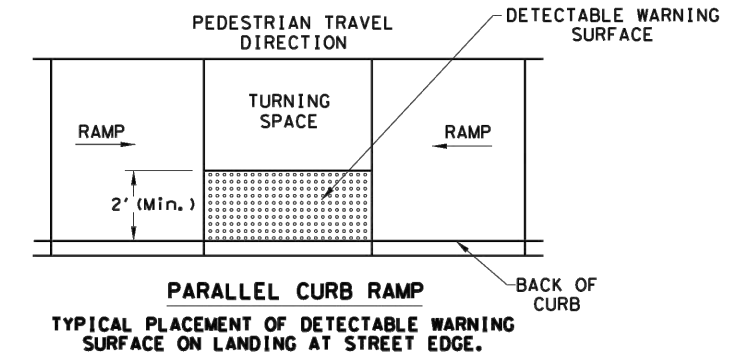 PEDESTRIAN TRAVEL
DIRECTION
DETECTABLE WARNING
SURFACE
TURNING
SPACE
RAMP
RAMP
2' (Min.)
BACK OF
CURB
PARALLEL CURB RAMP
TYPICAL PLACEMENT OF DETECTABLE WARNING
SURFACE ON LANDING AT STREET EDGE.